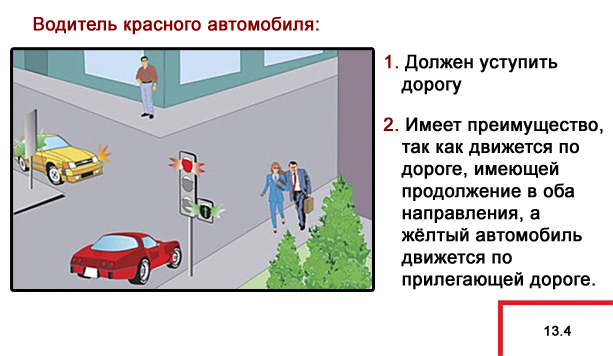 Водитель красного автомобиля:
1. Должен уступить
дорогу
2. Имеет преимущество,
так как движется по
дороге, имеющей
продолжение в оба
направления, а
жёлтый автомобиль
движется по
прилегающей дороге.
13.4